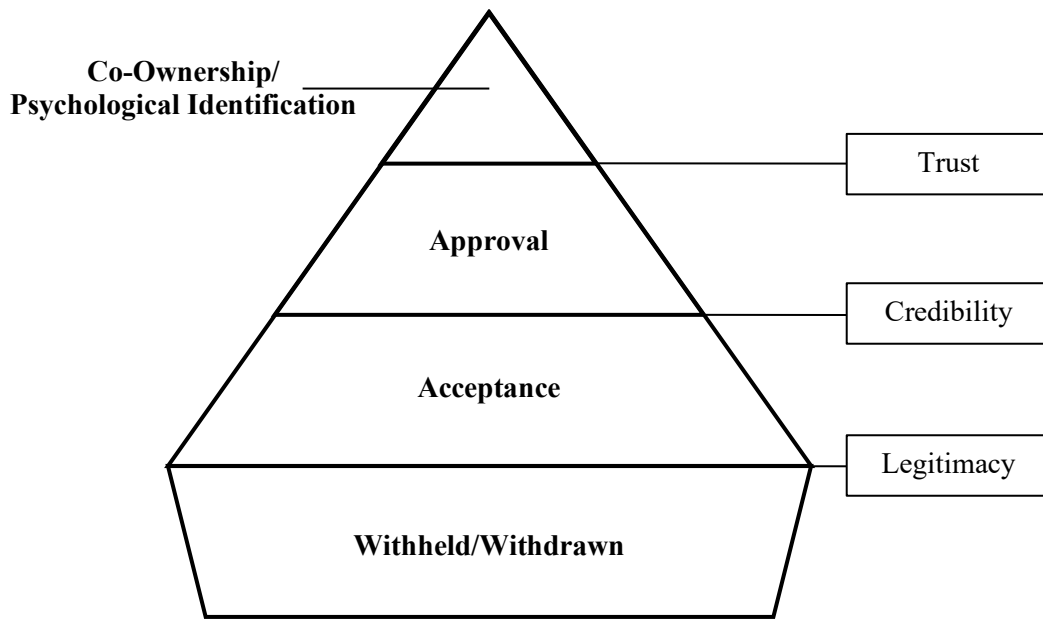 Co-Ownership/
Psychological Identification
Trust
Approval
Credibility
Acceptance
Legitimacy
Withheld/Withdrawn